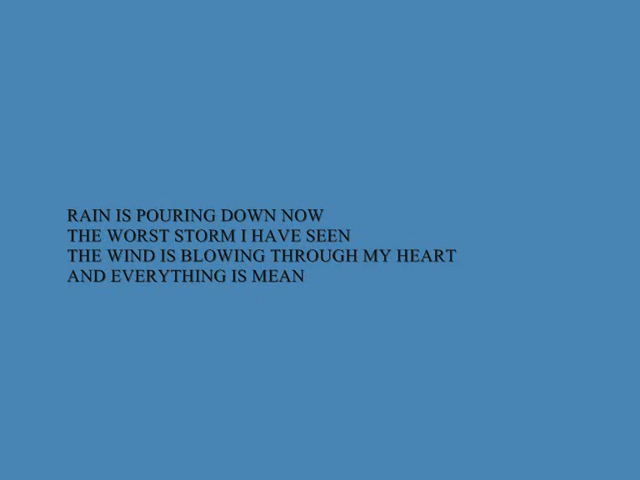 RAIN IS POURING DOWN NOW
THE WORST STORM I HAVE SEEN
THE WIND IS BLOWING THROUGH MY HEART
AND EVERYTHING IS MEAN